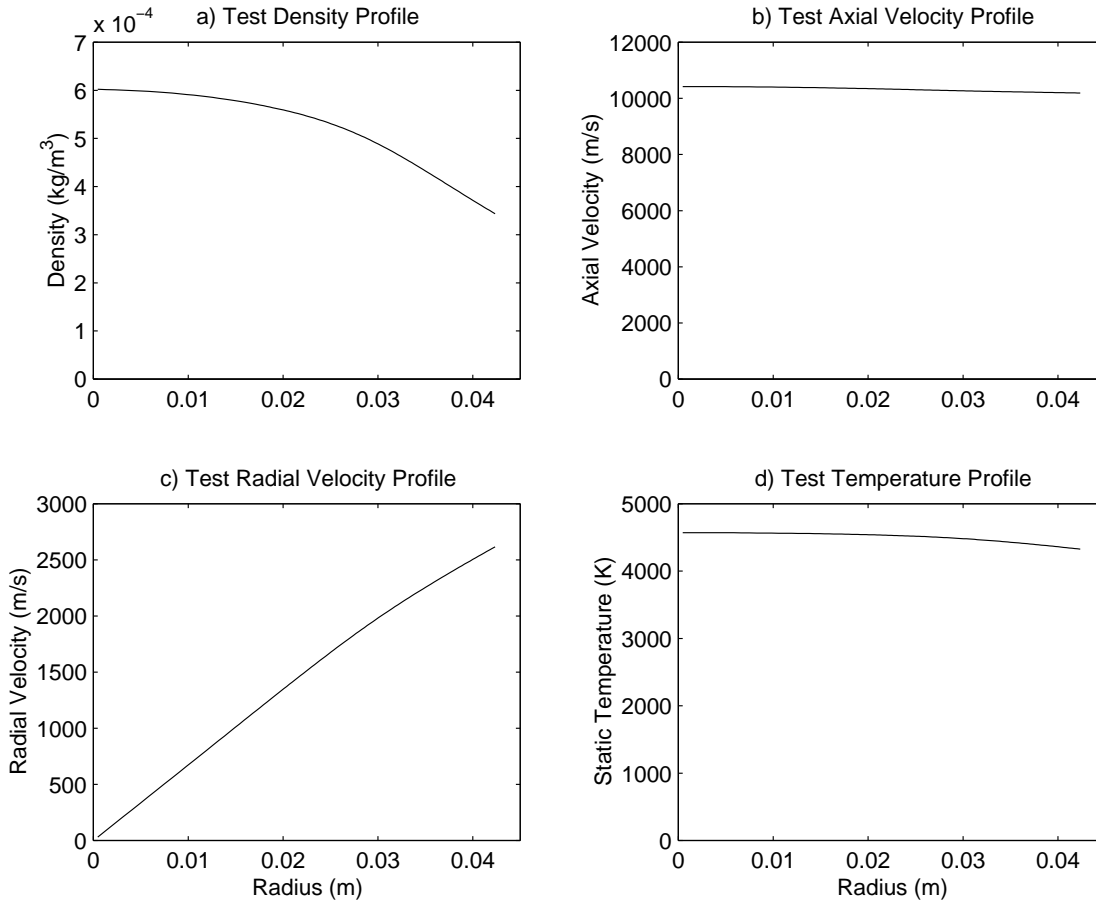 a) Test Density Profile
x 10−4
7
6
5
4
3
2
1
0
Density (kg/m3)
0 0.01 0.02 0.03 0.04
b) Test Axial Velocity Profile
12000
10000
8000
6000
4000
2000
0
Axial Velocity (m/s)
0 0.01 0.02 0.03 0.04
c) Test Radial Velocity Profile
3000
2500
2000
1500
1000
500
0
Radial Velocity (m/s)
0 0.01 0.02 0.03 0.04
Radius (m)
d) Test Temperature Profile
5000
4000
3000
2000
1000
0
Static Temperature (K)
0 0.01 0.02 0.03 0.04
Radius (m)